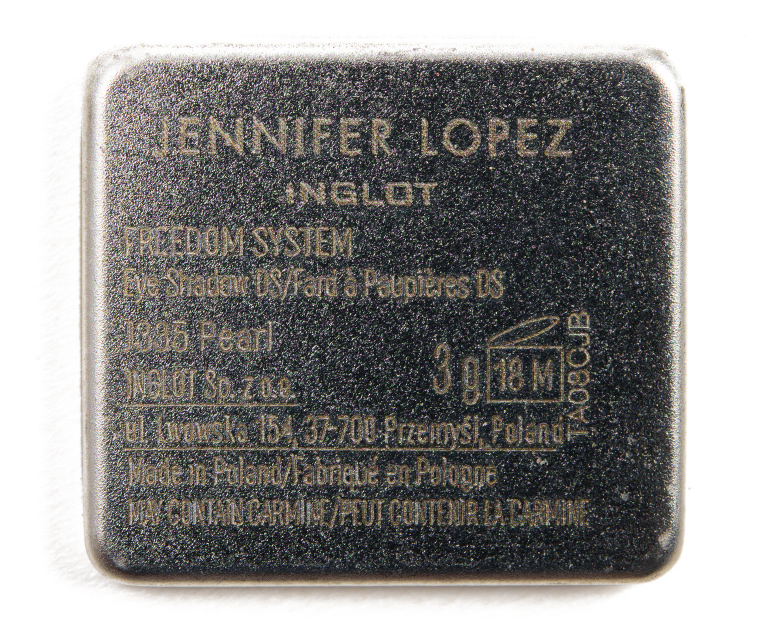 JENNIFER LOPEZ
INGLOT
FREEDOM SYSTEM
Eye Shadow DS/Fard à Paupières DS
Pearl
INGLOT Sp. z o.o.
3 g
18 M
ul. Lwowska 154, 37-700 Przemyśl, Poland
Made in Poland/Fabriqué en Pologne
MAY CONTAIN CARMINE/PEUT CONTENIR LA CARMINE